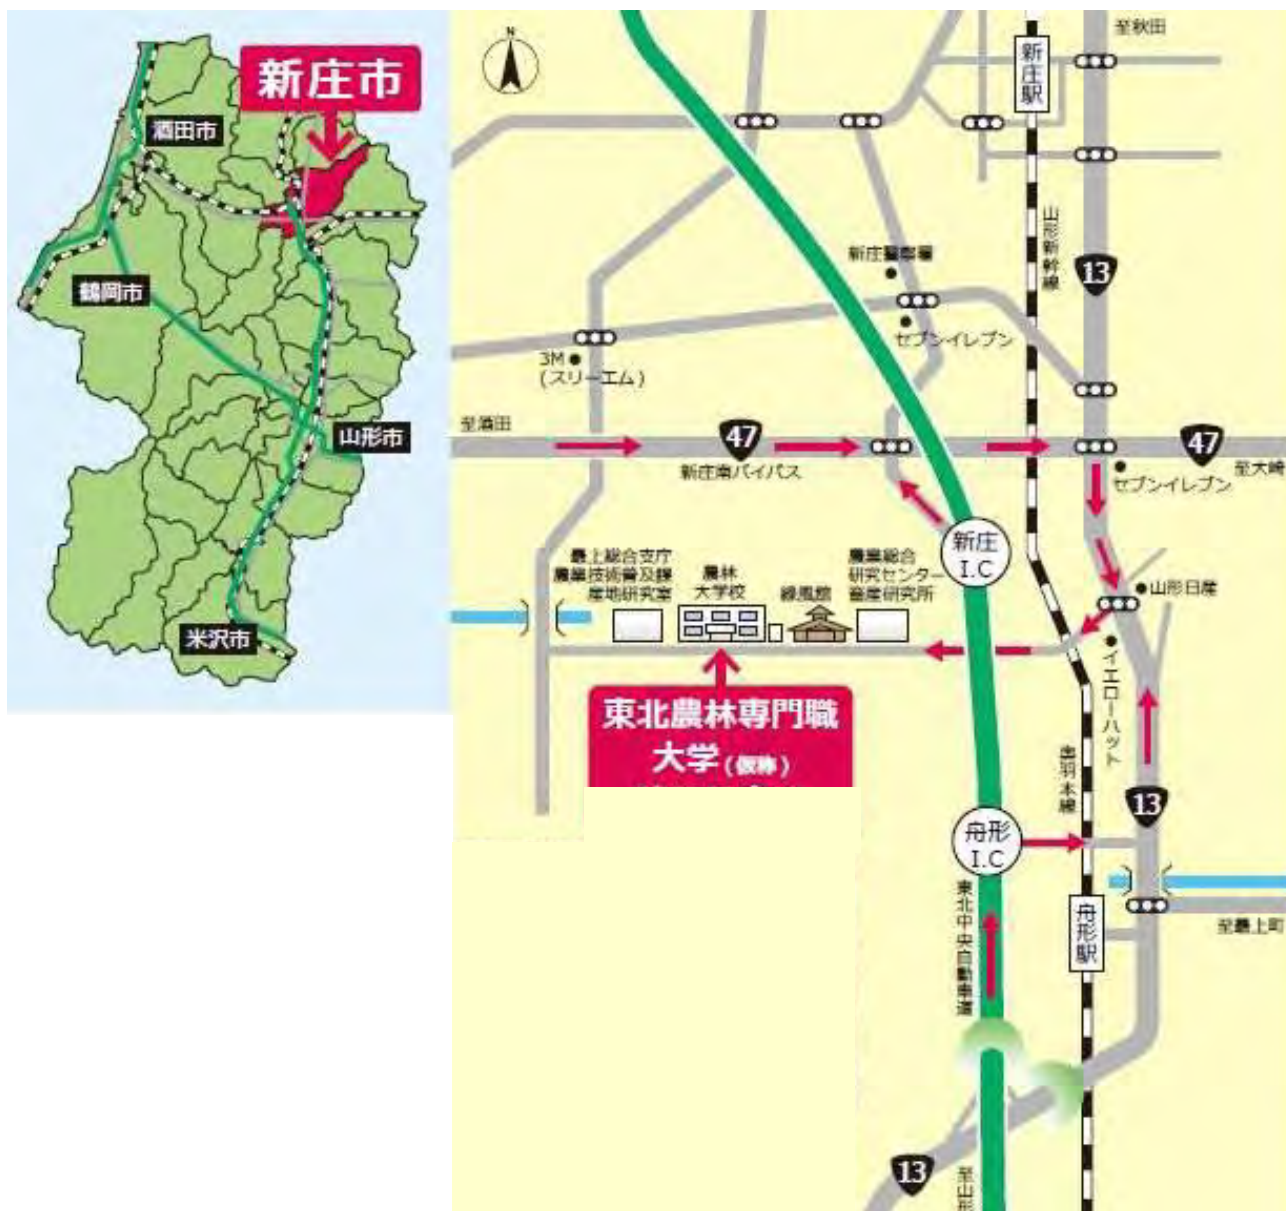 新庄市
酒田市
鶴岡市
山形市
米沢市
N
至秋田
新庄駅
山形新幹線
13
新庄警察署
セブンイレブン
3M
(スリーエム)
至酒田
47
新庄南バイパス
47
至大崎
セブンイレブン
新庄
I.C
最上総合支庁
農業技術普及課
産地研究室
農林
大学校
緑風館
農業総合
研究センター
畜産研究所
山形日産
イエローハット
東北農林専門職
大学(仮称)
奥羽本線
13
舟形
I.C
舟形駅
至最上町
東北中央自動車道
13
至山形